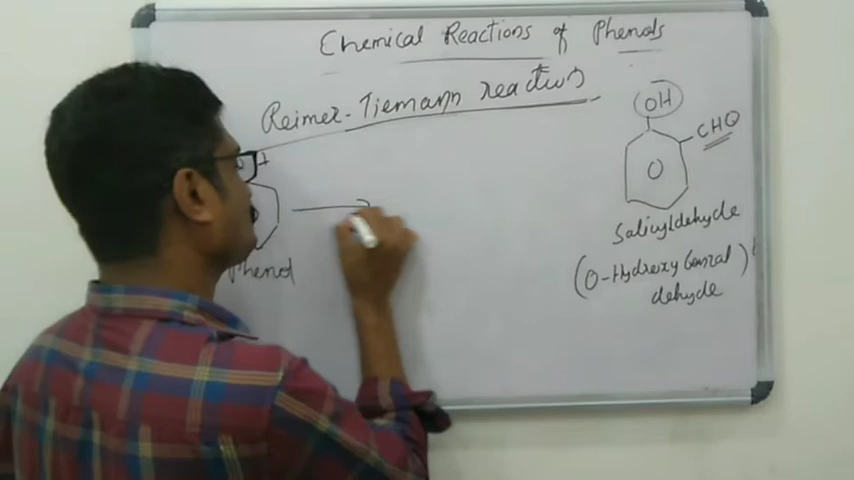 Chemical Reactions of Phenols
Reimer-Tiemann reaction
OH
CHO
O
Salicyldehyde
(O-Hydroxy benzal
dehyde)
Phenol